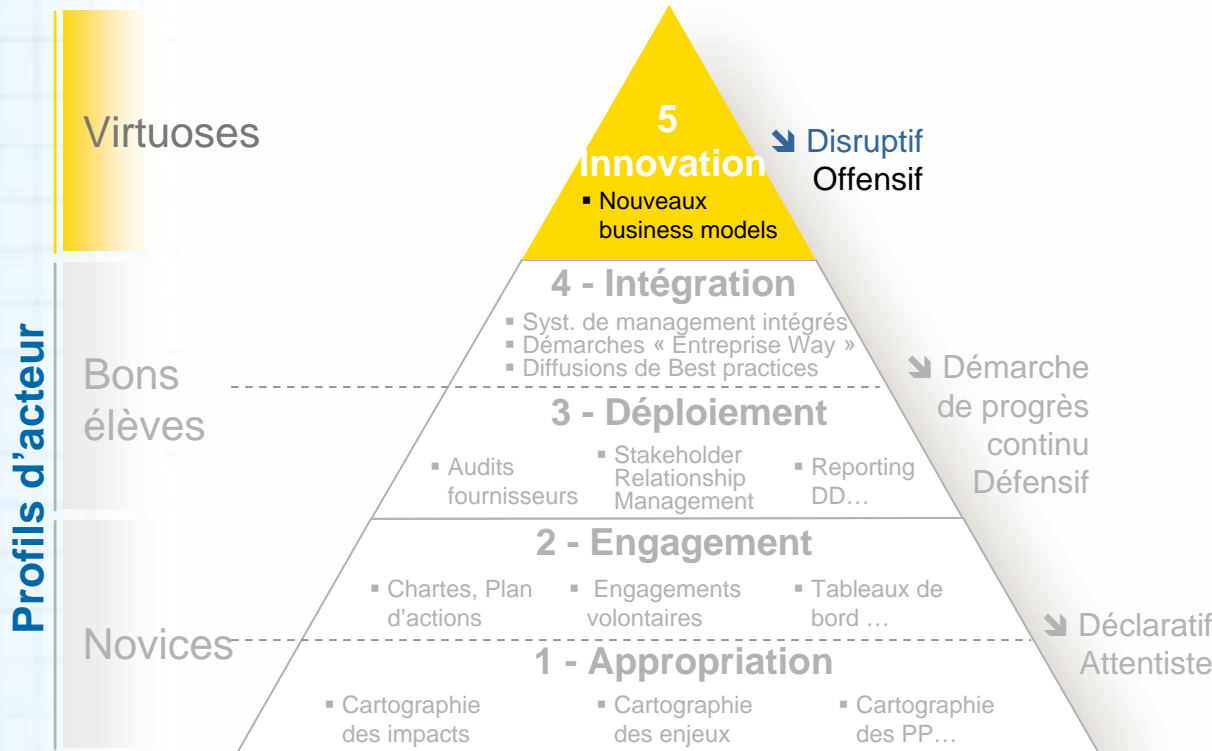 Profils d'acteur
Virtuoses
5
Innovation
▪ Nouveaux
business models
➘ Disruptif
Offensif
Bons
élèves
4 - Intégration
▪ Syst. de management intégrés
▪ Démarches « Entreprise Way »
▪ Diffusions de Best practices
3 - Déploiement
▪ Audits
fournisseurs
▪ Stakeholder
Relationship
Management
▪ Reporting
DD…
➘ Démarche
de progrès
continu
Défensif
Novices
2 - Engagement
▪ Chartes, Plan
d'actions
▪ Engagements
volontaires
▪ Tableaux de
bord …
1 - Appropriation
▪ Cartographie
des impacts
▪ Cartographie
des enjeux
▪ Cartographie
des PP…
➘ Déclaratif
Attentiste